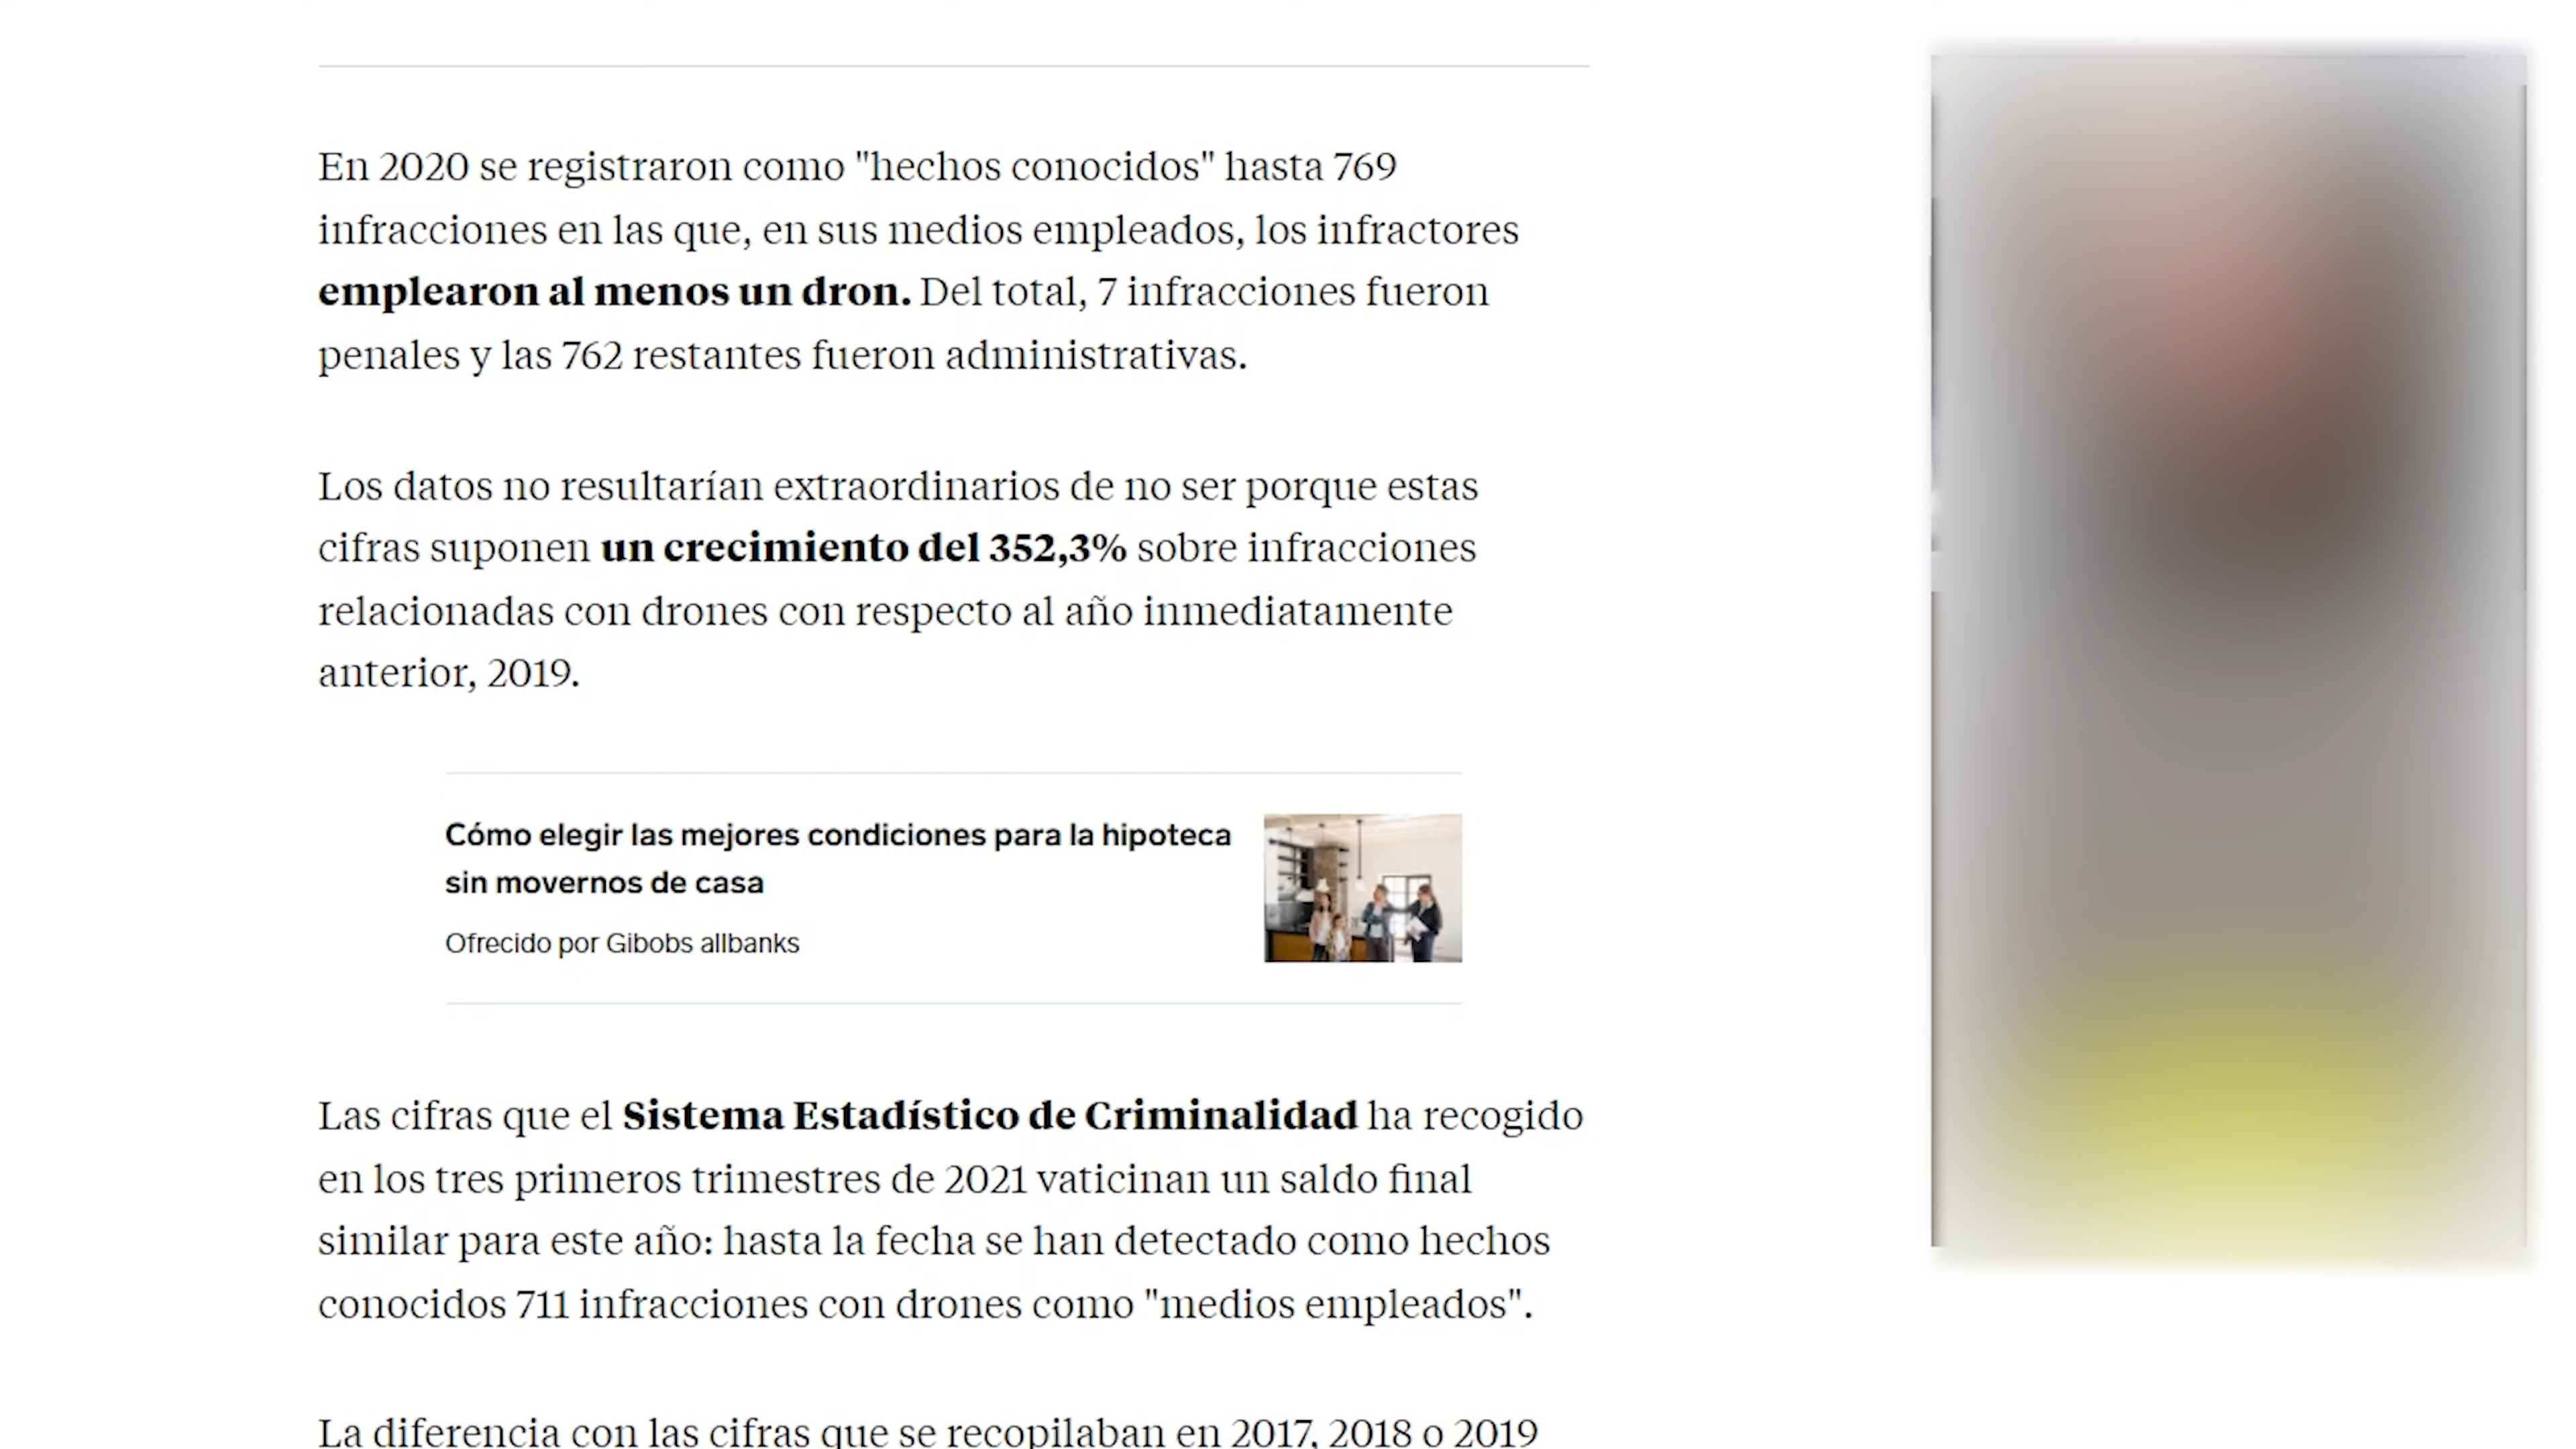 En 2020 se registraron como "hechos conocidos" hasta 769
infracciones en las que, en sus medios empleados, los infractores
emplearon al menos un dron. Del total, 7 infracciones fueron
penales y las 762 restantes fueron administrativas.
Los datos no resultarían extraordinarios de no ser porque estas
cifras suponen un crecimiento del 352,3% sobre infracciones
relacionadas con drones con respecto al año inmediatamente
anterior, 2019.
Cómo elegir las mejores condiciones para la hipoteca
sin movernos de casa
Ofrecido por Gibobs allbanks
Las cifras que el Sistema Estadístico de Criminalidad ha recogido
en los tres primeros trimestres de 2021 vaticinan un saldo final
similar para este año: hasta la fecha se han detectado como hechos
conocidos 711 infracciones con drones como "medios empleados".
La diferencia con las cifras que se recopilaban en 2017, 2018 o 2019